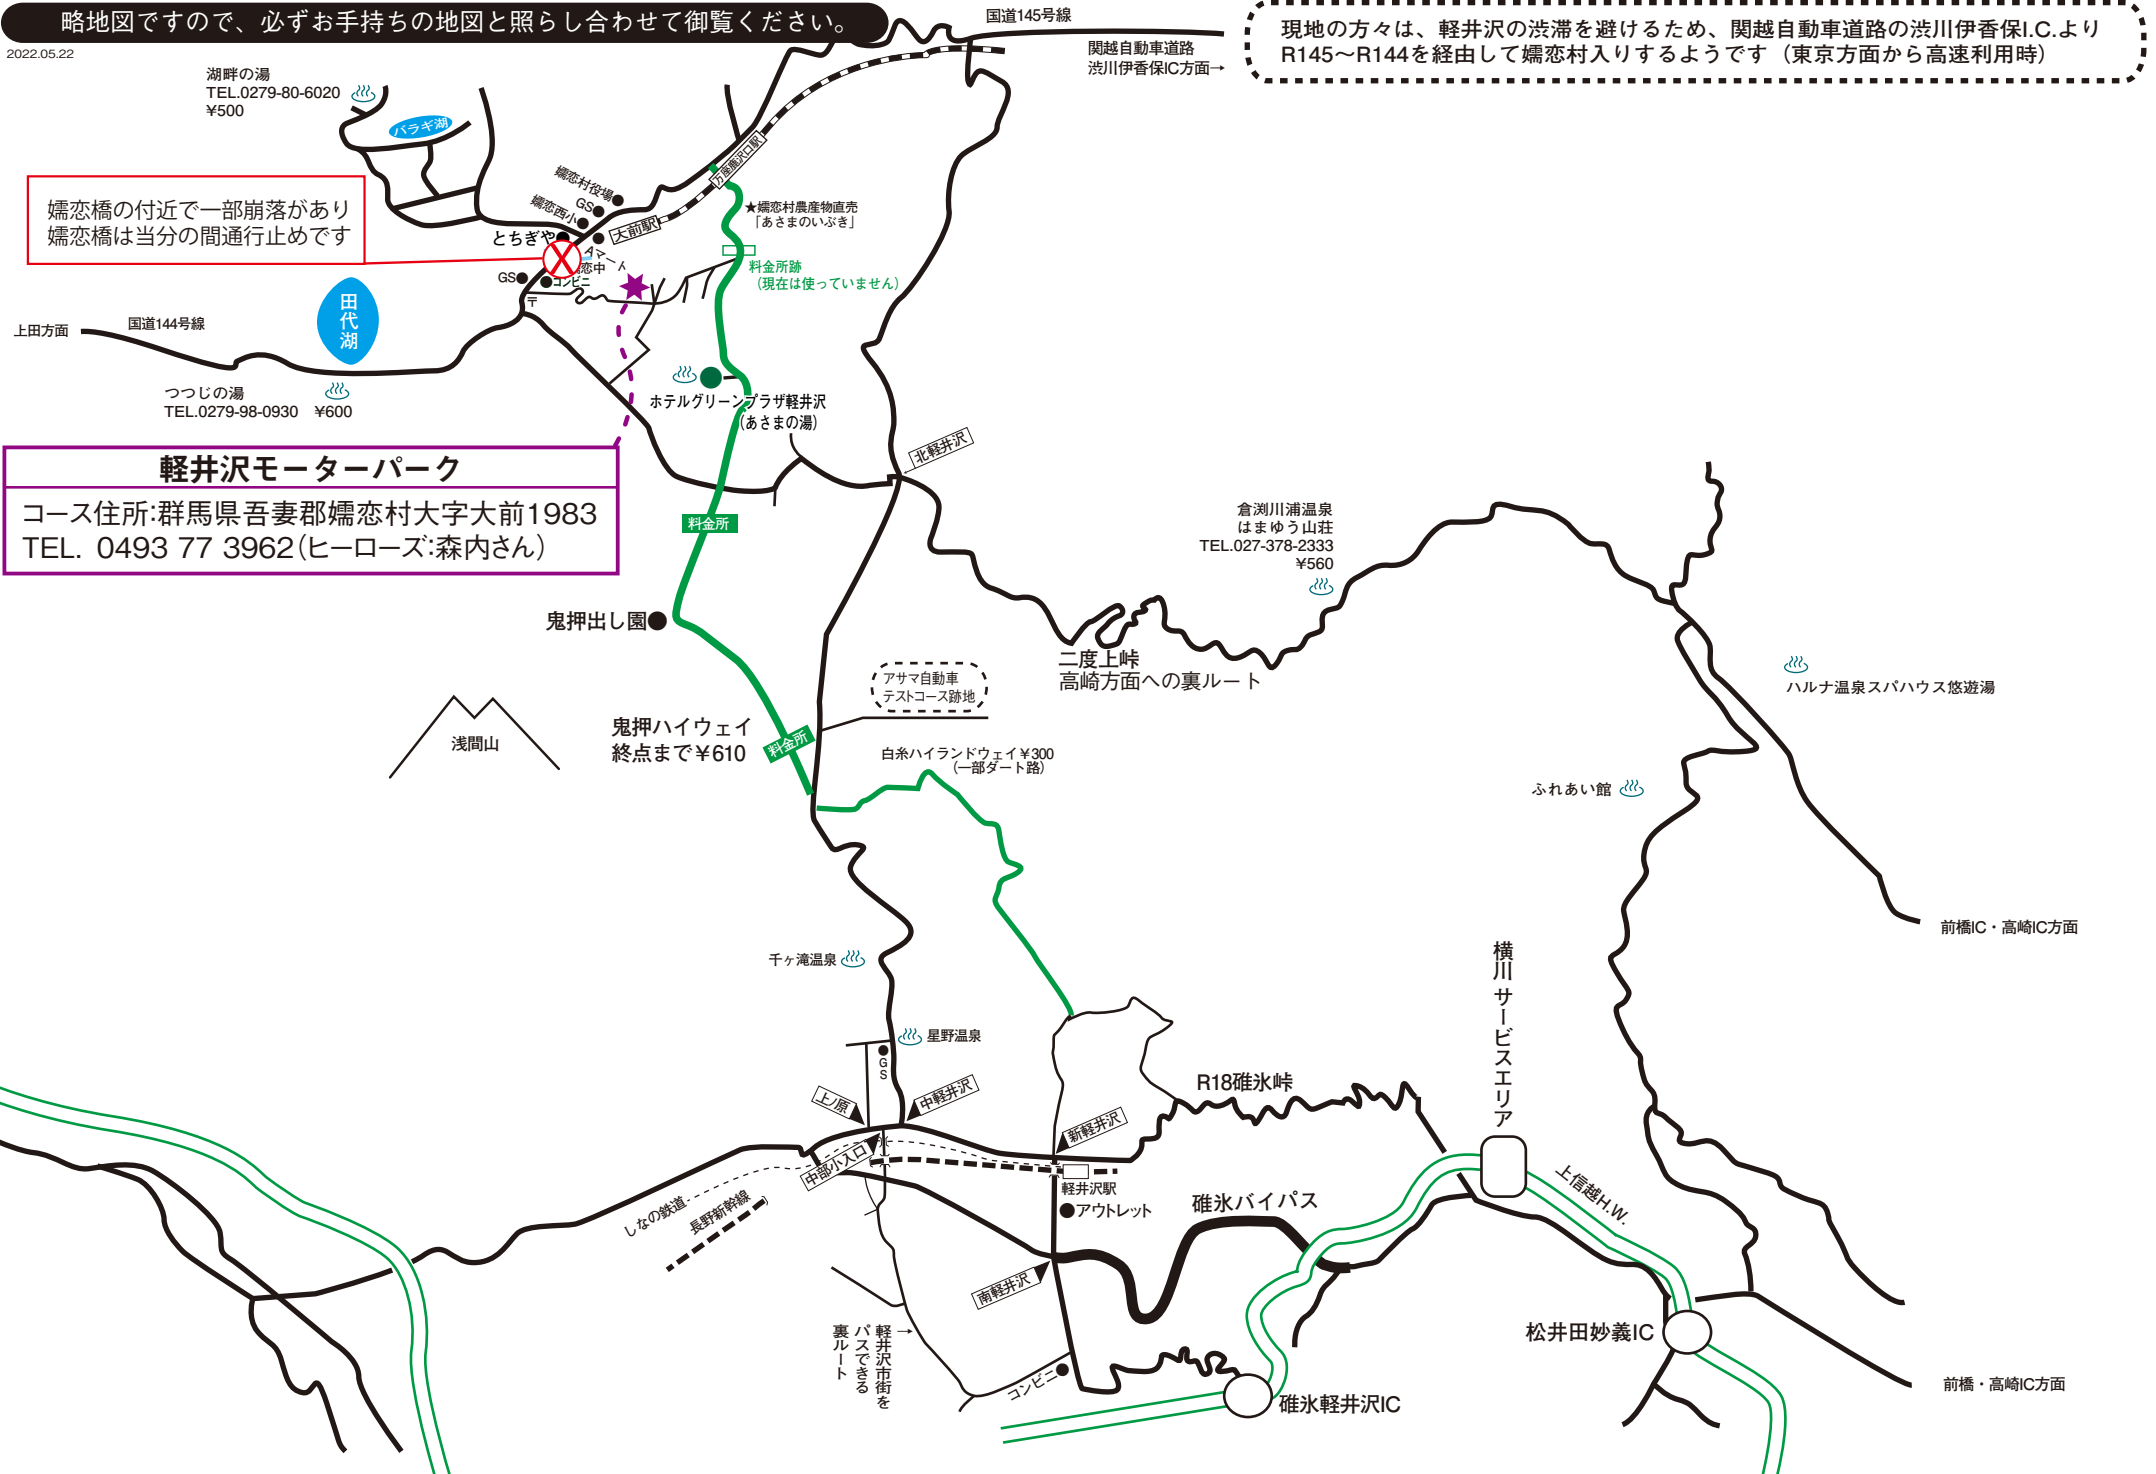 略地図ですので、必ずお手持ちの地図と照らし合わせて御覧ください。
2022.05.22
国道145号線
関越自動車道路
渋川伊香保IC方面→
現地の方々は、軽井沢の渋滞を避けるため、関越自動車道路の渋川伊香保I.C.より
R145〜R144を経由して嬬恋村入りするようです（東京方面から高速利用時）
湖畔の湯
TEL.0279-80-6020
¥500
バラギ湖
嬬恋橋の付近で一部崩落があり
嬬恋橋は当分の間通行止めです
嬬恋村役場
GS
嬬恋西小
とちぎや
大前駅
万座鹿沢口駅
Aマート
恋中
GS
コンビニ
〒
★嬬恋村農産物直売
「あさまのいぶき」
料金所跡
（現在は使っていません）
田代湖
上田方面
国道144号線
つつじの湯
TEL.0279-98-0930 ¥600
ホテルグリーンプラザ軽井沢
（あさまの湯）
軽井沢モーターパーク
コース住所:群馬県吾妻郡嬬恋村大字大前1983
TEL. 0493 77 3962（ヒーローズ:森内さん）
北軽井沢
料金所
倉渕川浦温泉
はまゆう山荘
TEL.027-378-2333
¥560
鬼押出し園
二度上峠
高崎方面への裏ルート
アサマ自動車
テストコース跡地
ハルナ温泉スパハウス悠遊湯
浅間山
鬼押ハイウェイ
終点まで¥610
料金所
白糸ハイランドウェイ¥300
（一部ダート路）
ふれあい館
前橋IC・高崎IC方面
千ヶ滝温泉
横川 サービスエリア
星野温泉
GS
上ノ原
中軽井沢
R18碓氷峠
新軽井沢
中部小入口
軽井沢駅
アウトレット
しなの鉄道
長野新幹線
碓氷バイパス
上信越H.W.
南軽井沢
軽井沢市街を→
パスできる
裏ルート
コンビニ
碓氷軽井沢IC
松井田妙義IC
前橋・高崎IC方面